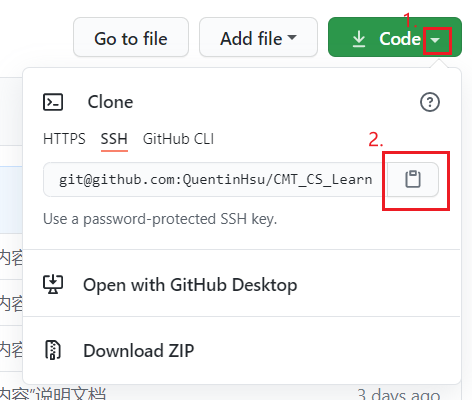 1.
Go to file
Add file
Code
Clone
HTTPS
SSH
GitHub CLI
2.
git@github.com:QuentinHsu/CMT_CS_Learn
Use a password-protected SSH key.
内容
Open with GitHub Desktop
内容
Download ZIP
内容
内容”说明文档
3 days ago